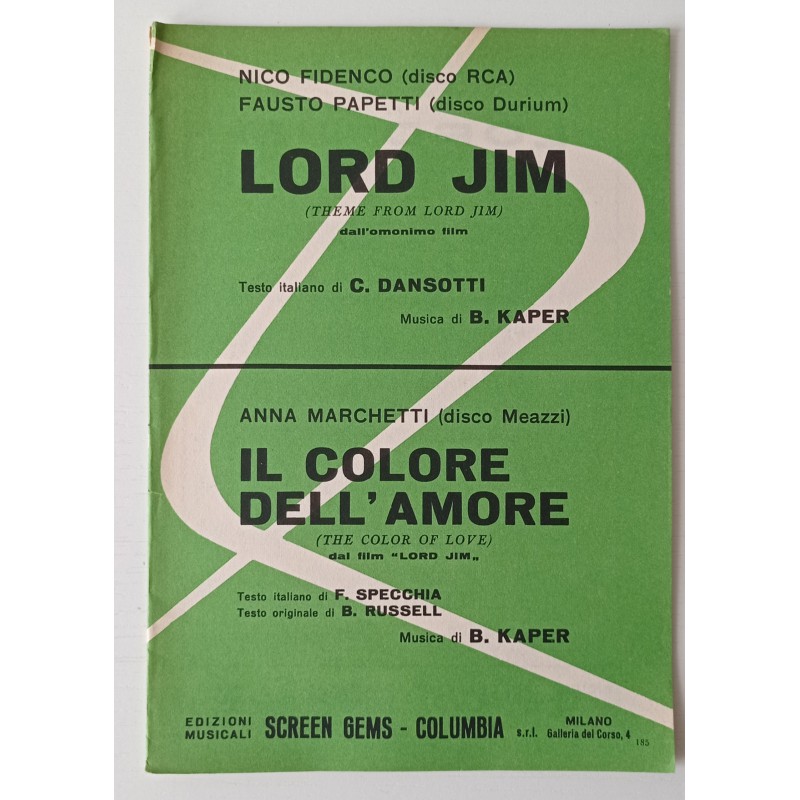 NICO FIDENCO (disco RCA)
FAUSTO PAPETTI (disco Durium)
LORD JIM
(THEME FROM LORD JIM)
dall'omonimo film
Testo italiano di C. DANSOTTI
Musica di B. KAPER
ANNA MARCHETTI (disco Meazzi)
IL COLORE
DELL'AMORE
(THE COLOR OF LOVE)
dal film “LORD JIM„
Testo italiano di F. SPECCHIA
Testo originale di B. RUSSELL
Musica di B. KAPER
EDIZIONI
MUSICALI
SCREEN GEMS - COLUMBIA s.r.l.
MILANO
Galleria del Corso, 4
185